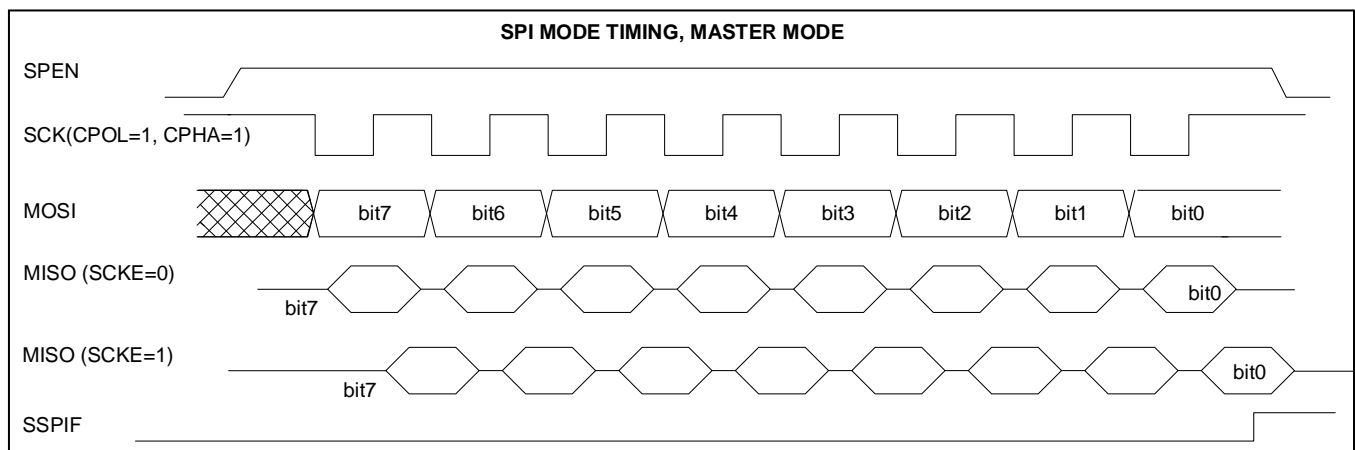 SPI MODE TIMING, MASTER MODE
SPEN
SCK(CPOL=1, CPHA=1)
MOSI
bit7 bit6 bit5 bit4 bit3 bit2 bit1 bit0
MISO (SCKE=0)
bit7 bit0
MISO (SCKE=1)
bit7 bit0
SSPIF